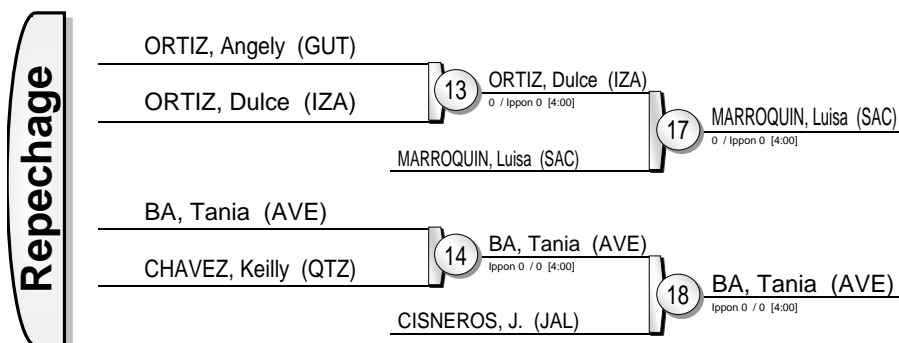 Repechage
ORTIZ, Angely (GUT)
ORTIZ, Dulce (IZA)
13
ORTIZ, Dulce (IZA)
0 / Ippon 0 [4:00]
MARROQUIN, Luisa (SAC)
17
MARROQUIN, Luisa (SAC)
0 / Ippon 0 [4:00]
BA, Tania (AVE)
CHAVEZ, Keilly (QTZ)
14
BA, Tania (AVE)
Ippon 0 / 0 [4:00]
CISNEROS, J. (JAL)
18
BA, Tania (AVE)
Ippon 0 / 0 [4:00]